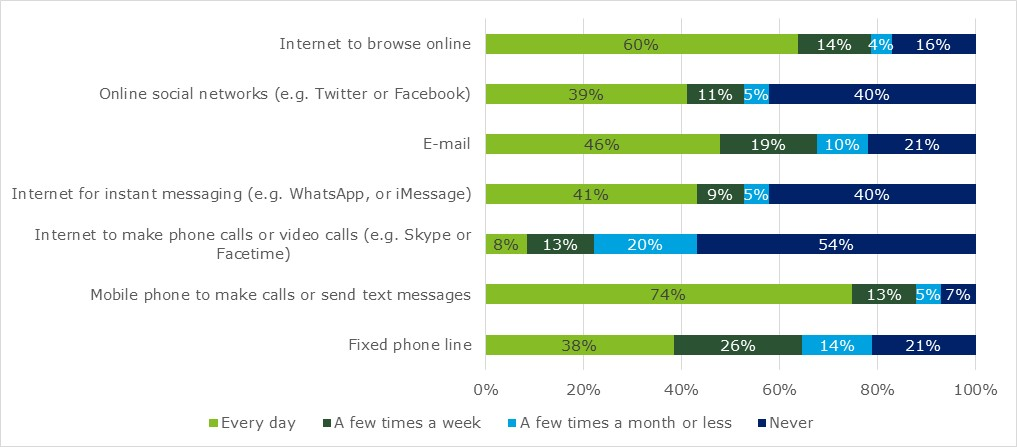 Internet to browse online
60% 14% 4% 16%
Online social networks (e.g. Twitter or Facebook)
39% 11% 5% 40%
E-mail
46% 19% 10% 21%
Internet for instant messaging (e.g. WhatsApp, or iMessage)
41% 9% 5% 40%
Internet to make phone calls or video calls (e.g. Skype or
Facetime)
8% 13% 20% 54%
Mobile phone to make calls or send text messages
74% 13% 5% 7%
Fixed phone line
38% 26% 14% 21%
0% 20% 40% 60% 80% 100%
Every day A few times a week A few times a month or less Never